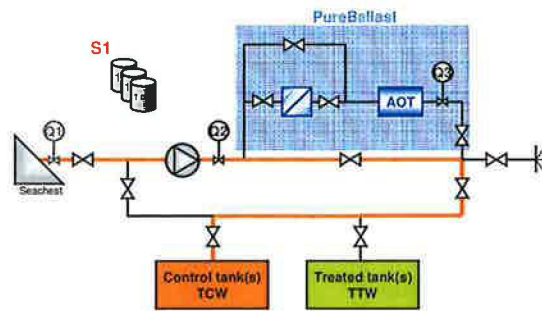 PureBallast
S1
Q3
AOT
Q1
Q2
Seachest
Control tank(s)
TCW
Treated tank(s)
TTW